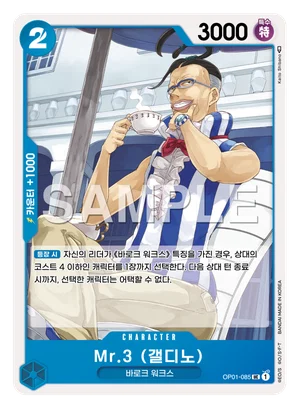 2
3000
특수
特
카운터 +1000
SAMPLE
등장 시 자신의 리더가 《바로크 워크스》 특징을 가진 경우, 상대의
코스트 4 이하의 캐릭터를 1장까지 선택한다. 다음 상대 턴 종료
시까지, 선택한 캐릭터는 어택할 수 없다.
CHARACTER
Mr.3 (갤디노)
바로크 워크스
OP01-085 UC 1
BANDAI MADE IN KOREA